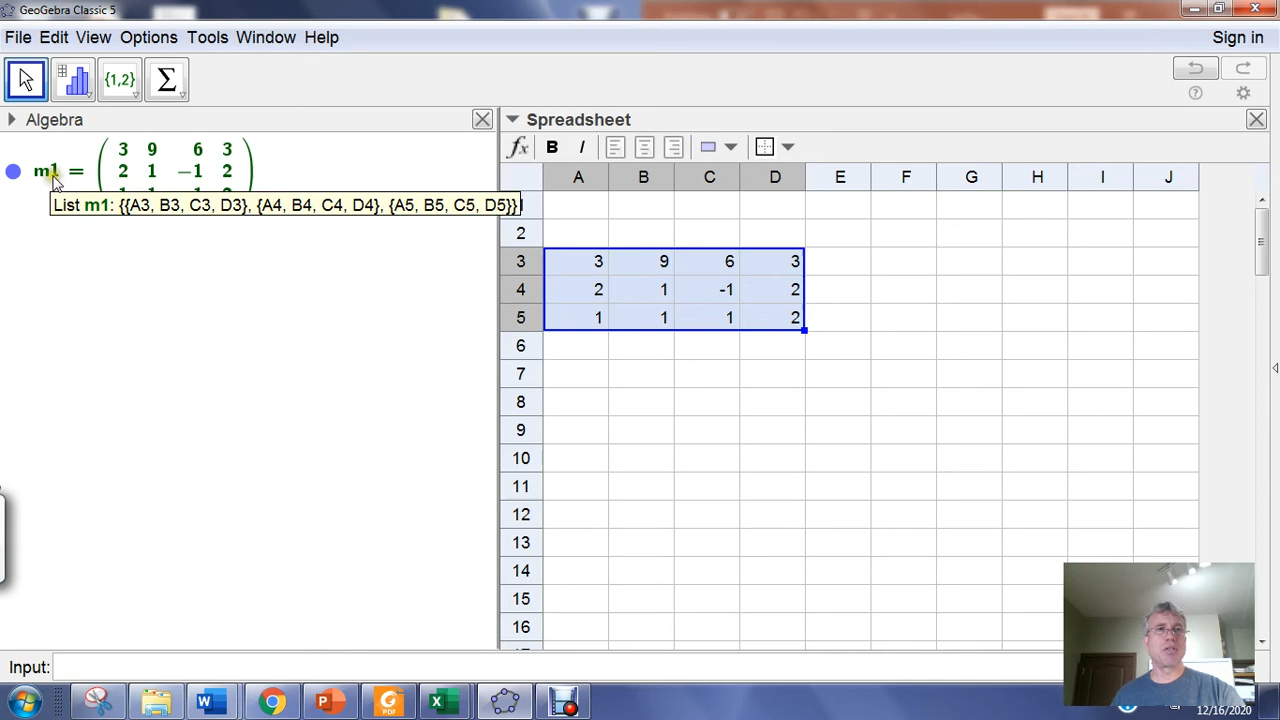 GeoGebra Classic 5
File Edit View Options Tools Window Help Sign in
{1,2} Σ
Algebra
Spreadsheet
fx B I
m1 = ( 3 9 6 3
2 1 −1 2
List m1: {{A3, B3, C3, D3}, {A4, B4, C4, D4}, {A5, B5, C5, D5}}
A B C D E F G H I J
2
3 3 9 6 3
4 2 1 -1 2
5 1 1 1 2
6
7
8
9
10
11
12
13
14
15
16
Input:
W P PDF X
12/16/2020